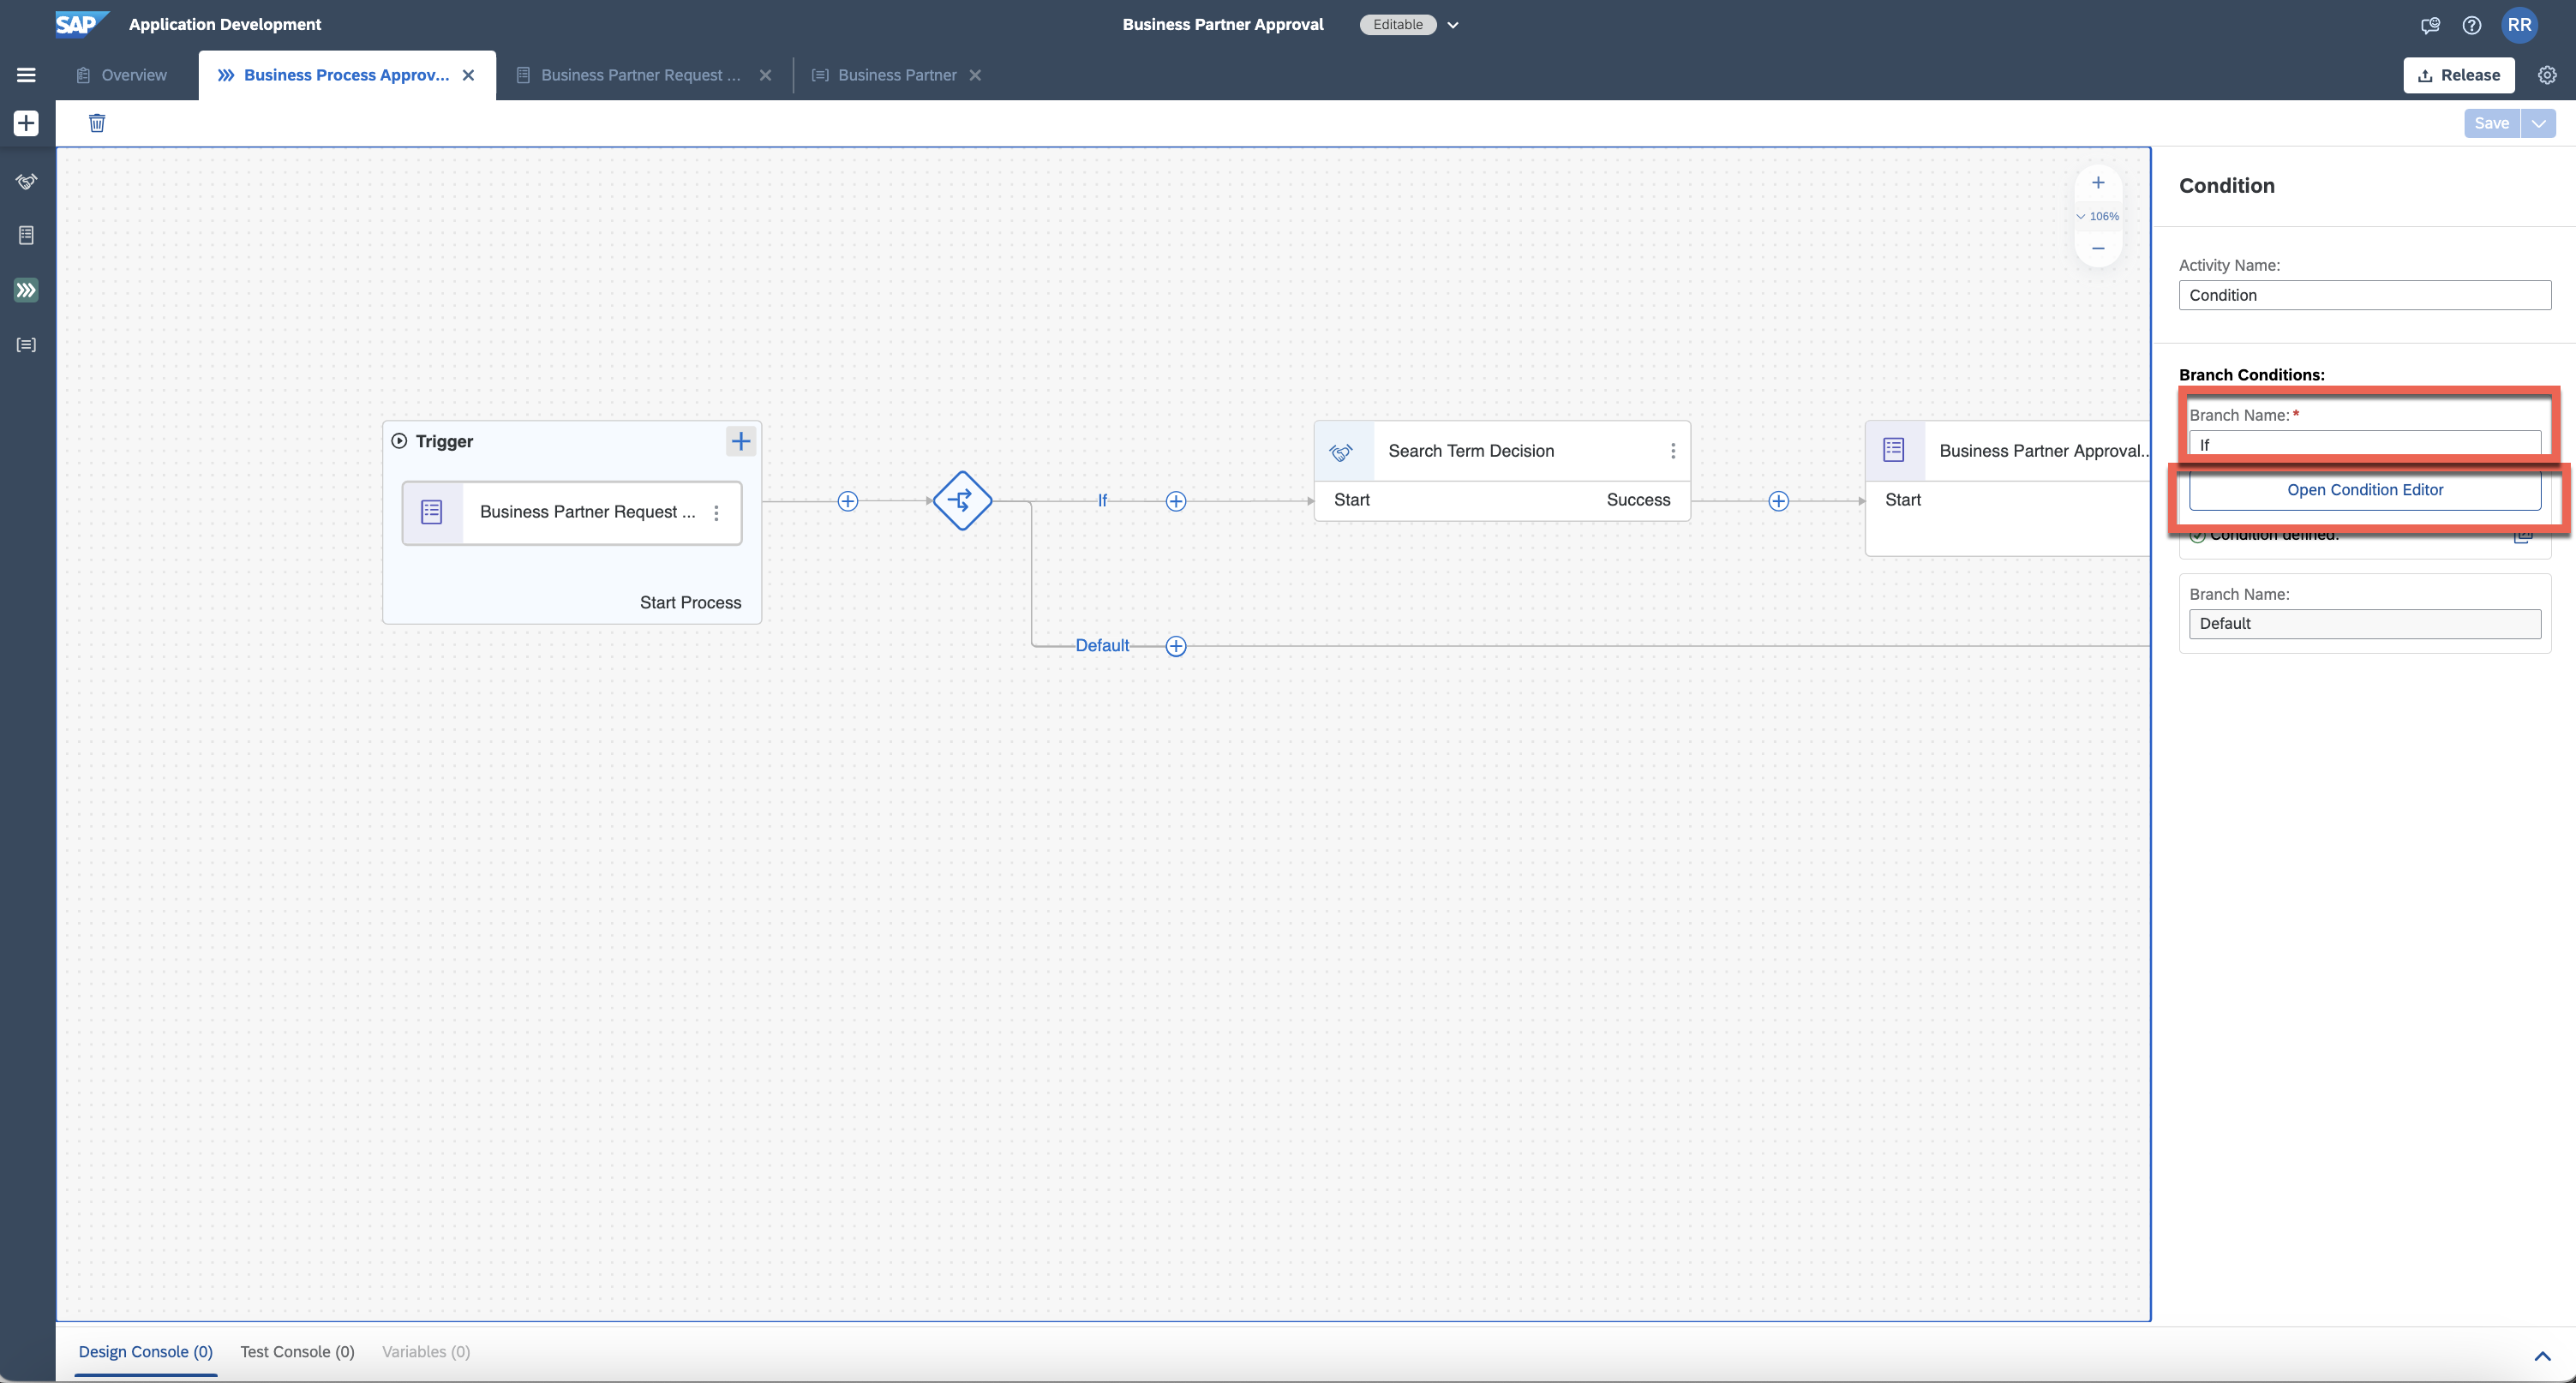 SAP Application Development
Business Partner Approval Editable
RR
Overview
Business Process Approv...
Business Partner Request ...
Business Partner
Release
Save
106%
Trigger
Business Partner Request ...
Start Process
If
Default
Search Term Decision
Start Success
Business Partner Approval..
Start
Condition
Activity Name:
Condition
Branch Conditions:
Branch Name: *
If
Open Condition Editor
Condition defined.
Branch Name:
Default
Design Console (0) Test Console (0) Variables (0)